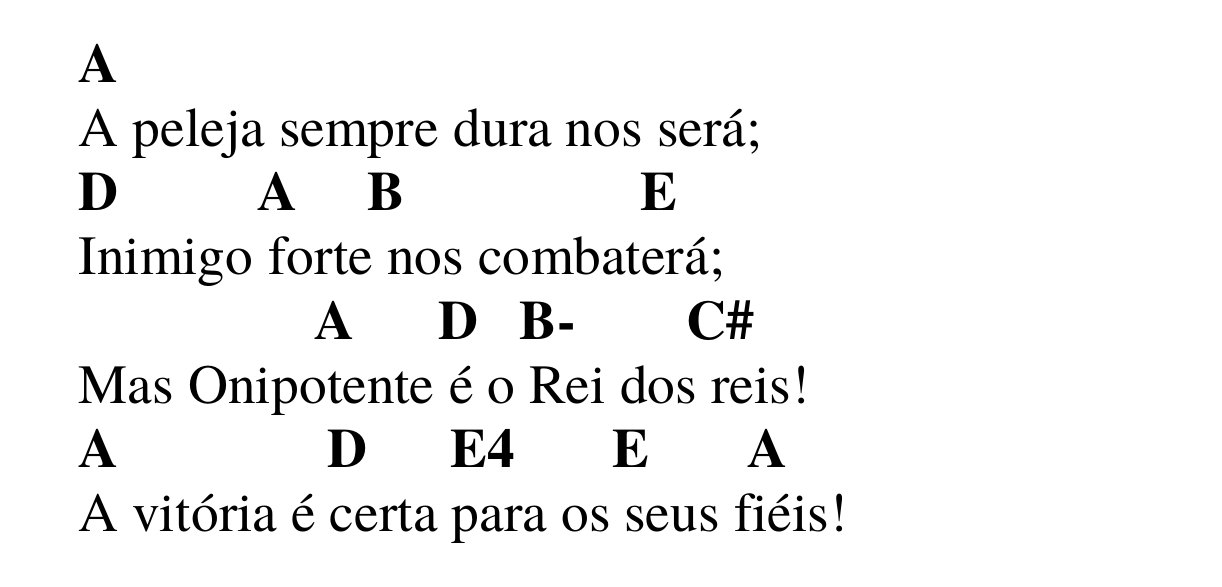 A
A peleja sempre dura nos será;
D A B E
Inimigo forte nos combaterá;
A D B- C#
Mas Onipotente é o Rei dos reis!
A D E4 E A
A vitória é certa para os seus fiéis!